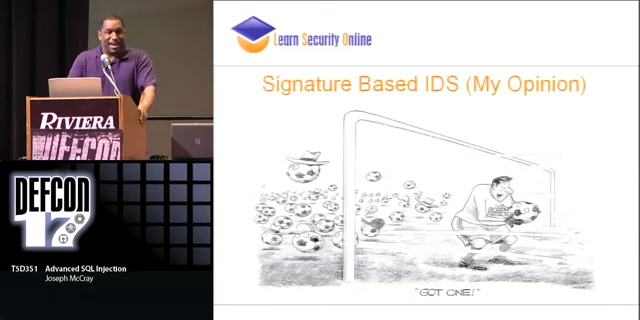 RIVIERA
DEFCON
DEFCON
17
T5D3S1 Advanced SQL Injection
Joseph McCray
Learn Security Online
Signature Based IDS (My Opinion)
"GOT ONE!"